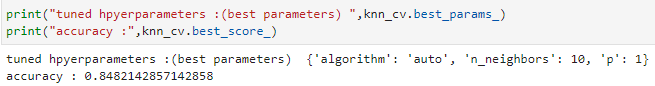 print("tuned hpyerparameters :(best parameters) ",knn_cv.best_params_)
print("accuracy :",knn_cv.best_score_)
tuned hpyerparameters :(best parameters)  {'algorithm': 'auto', 'n_neighbors': 10, 'p': 1}
accuracy : 0.8482142857142858